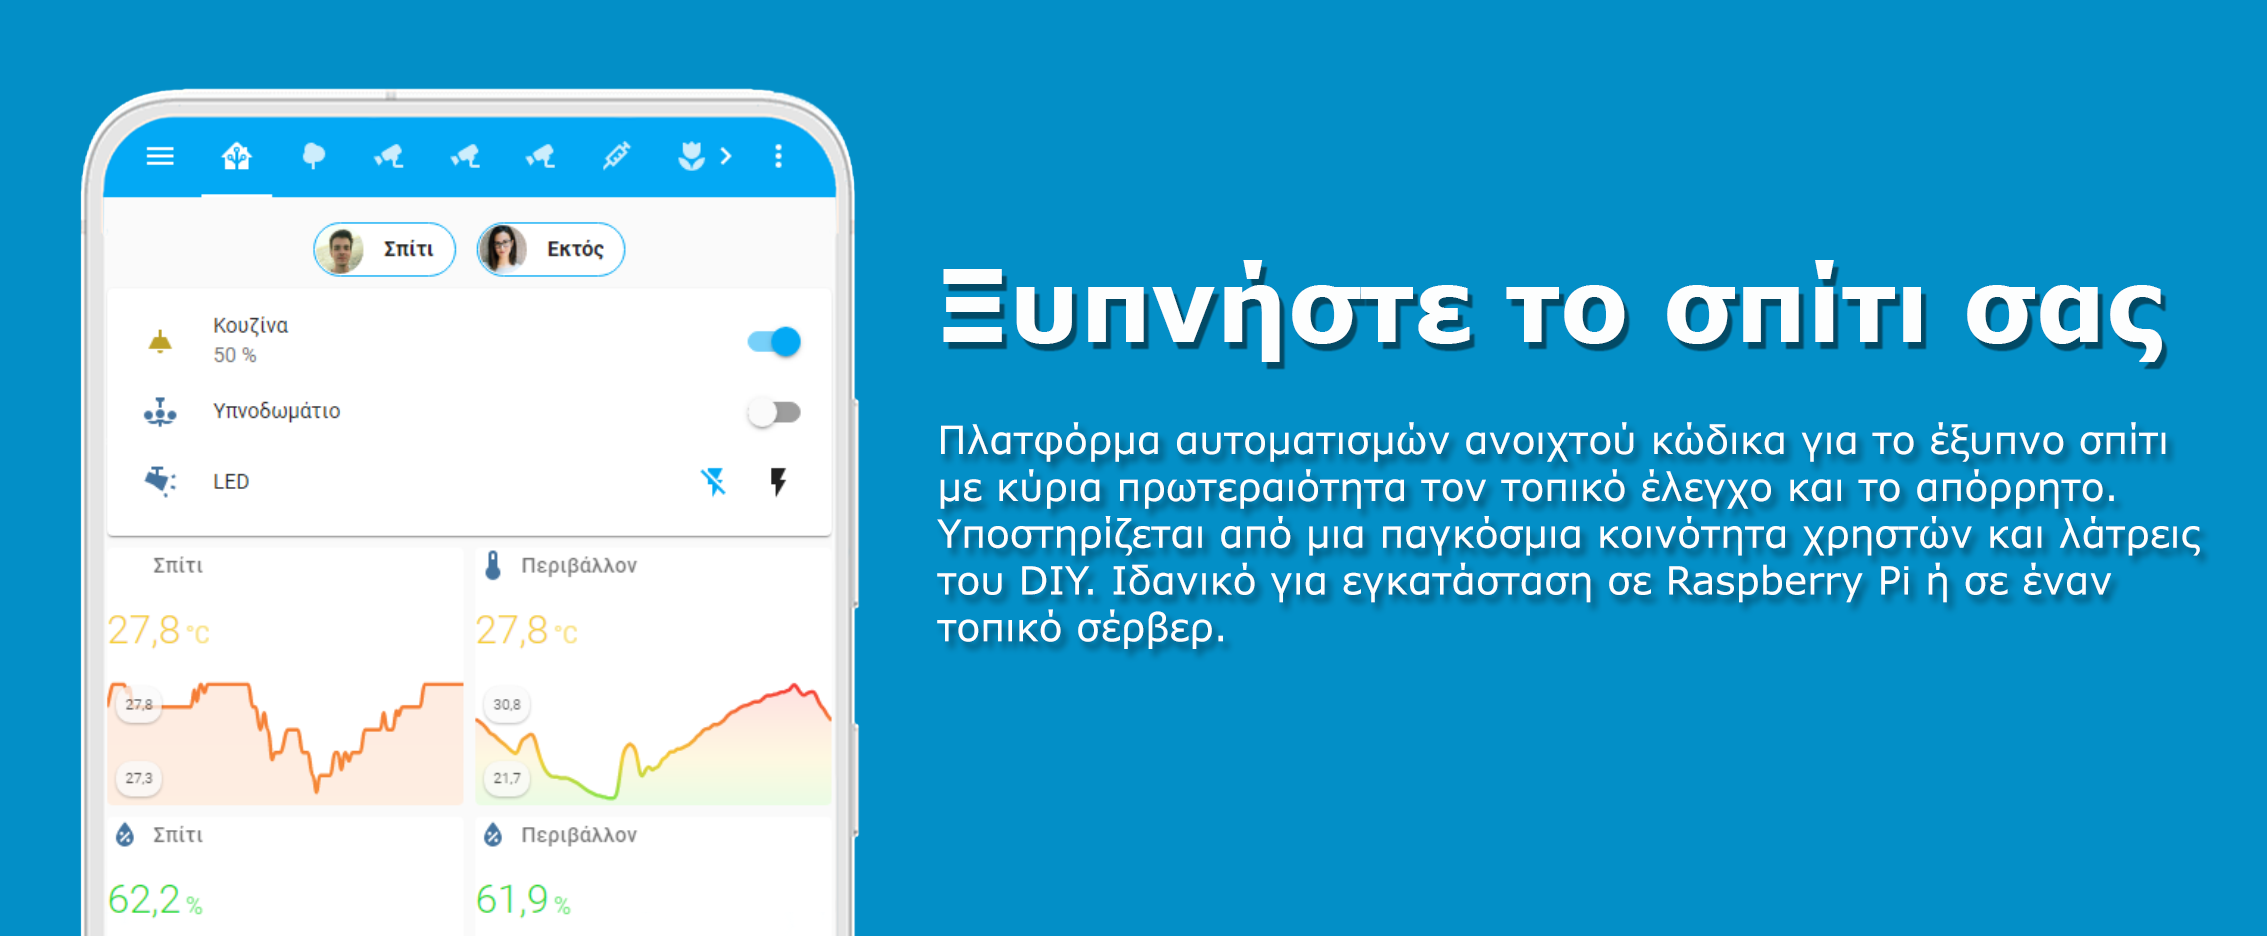 Σπίτι
Εκτός
Κουζίνα
50 %
Υπνοδωμάτιο
LED
Σπίτι
Περιβάλλον
27,8 °C
27,8 °C
27,8
30,8
27,3
21,7
Σπίτι
Περιβάλλον
62,2 %
61,9 %
Ξυπνήστε το σπίτι σας
Πλατφόρμα αυτοματισμών ανοιχτού κώδικα για το έξυπνο σπίτι
με κύρια πρωτεραιότητα τον τοπικό έλεγχο και το απόρρητο.
Υποστηρίζεται από μια παγκόσμια κοινότητα χρηστών και λάτρεις
του DIY. Ιδανικό για εγκατάσταση σε Raspberry Pi ή σε έναν
τοπικό σέρβερ.